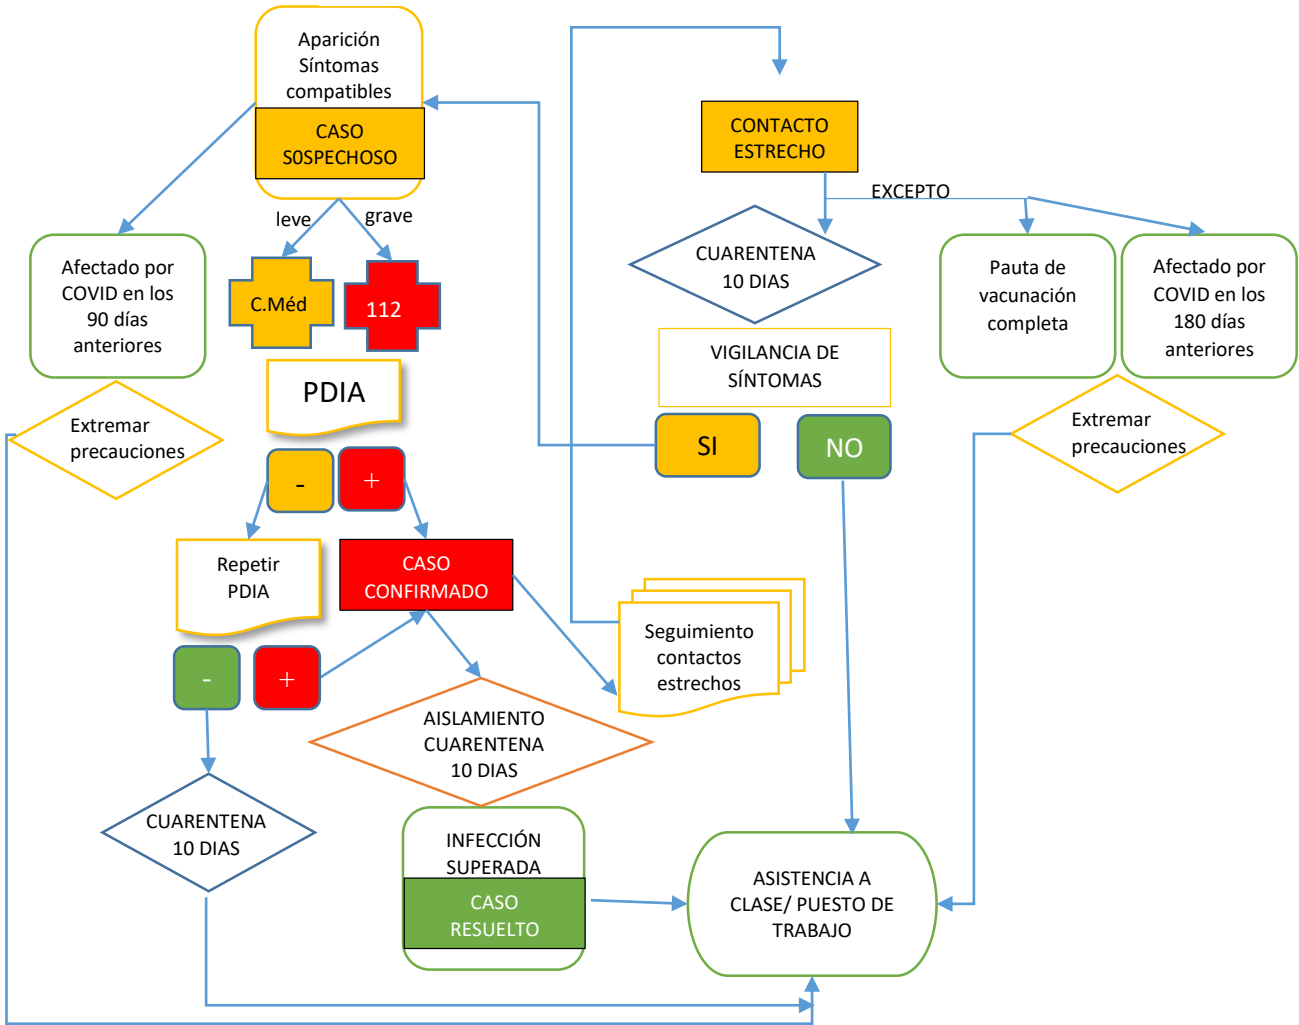 Aparición
Síntomas
compatibles
CASO
S0SPECHOSO
leve
grave
Afectado por
COVID en los
90 días
anteriores
C.Méd
112
Extremar
precauciones
PDIA
-
+
Repetir
PDIA
CASO
CONFIRMADO
-
+
AISLAMIENTO
CUARENTENA
10 DIAS
CUARENTENA
10 DIAS
INFECCIÓN
SUPERADA
CASO
RESUELTO
CONTACTO
ESTRECHO
EXCEPTO
CUARENTENA
10 DIAS
Pauta de
vacunación
completa
Afectado por
COVID en los
180 días
anteriores
VIGILANCIA DE
SÍNTOMAS
SI
NO
Extremar
precauciones
Seguimiento
contactos
estrechos
ASISTENCIA A
CLASE/ PUESTO DE
TRABAJO